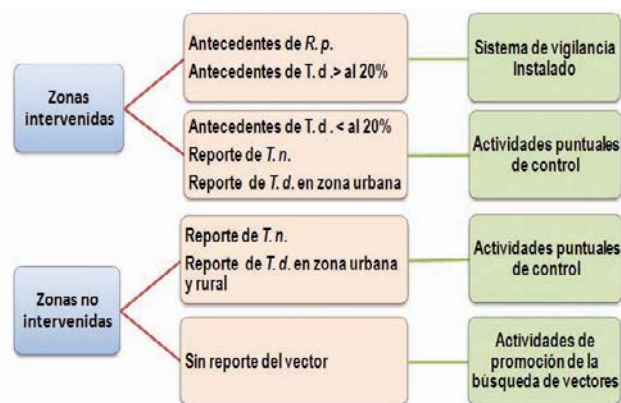 Zonas
intervenidas
Antecedentes de R. p.
Antecedentes de T. d .> al 20%
Sistema de vigilancia
Instalado
Antecedentes de T. d . < al 20%
Reporte de T. n.
Reporte de T. d. en zona urbana
Actividades puntuales
de control
Zonas no
intervenidas
Reporte de T. n.
Reporte de T. d. en zona urbana
y rural
Actividades puntuales
de control
Sin reporte del vector
Actividades de
promoción de la
búsqueda de vectores